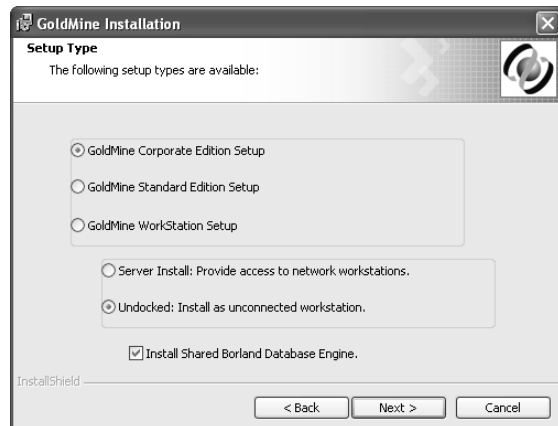 GoldMine Installation
Setup Type
The following setup types are available:
GoldMine Corporate Edition Setup
GoldMine Standard Edition Setup
GoldMine WorkStation Setup
Server Install: Provide access to network workstations.
Undocked: Install as unconnected workstation.
Install Shared Borland Database Engine.
InstallShield
< Back Next > Cancel